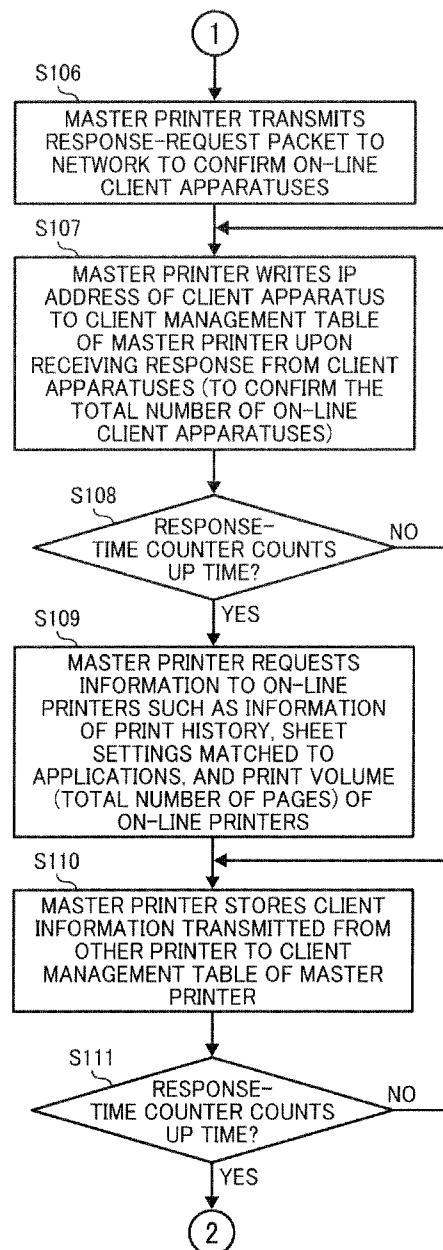 1
S106
MASTER PRINTER TRANSMITS
RESPONSE-REQUEST PACKET TO
NETWORK TO CONFIRM ON-LINE
CLIENT APPARATUSES
S107
MASTER PRINTER WRITES IP
ADDRESS OF CLIENT APPARATUS
TO CLIENT MANAGEMENT TABLE
OF MASTER PRINTER UPON
RECEIVING RESPONSE FROM CLIENT
APPARATUSES (TO CONFIRM THE
TOTAL NUMBER OF ON-LINE
CLIENT APPARATUSES)
S108
RESPONSE-
TIME COUNTER COUNTS
UP TIME?
NO
YES
S109
MASTER PRINTER REQUESTS
INFORMATION TO ON-LINE
PRINTERS SUCH AS INFORMATION
OF PRINT HISTORY, SHEET
SETTINGS MATCHED TO
APPLICATIONS, AND PRINT VOLUME
(TOTAL NUMBER OF PAGES) OF
ON-LINE PRINTERS
S110
MASTER PRINTER STORES CLIENT
INFORMATION TRANSMITTED FROM
OTHER PRINTER TO CLIENT
MANAGEMENT TABLE OF MASTER
PRINTER
S111
RESPONSE-
TIME COUNTER COUNTS
UP TIME?
NO
YES
2